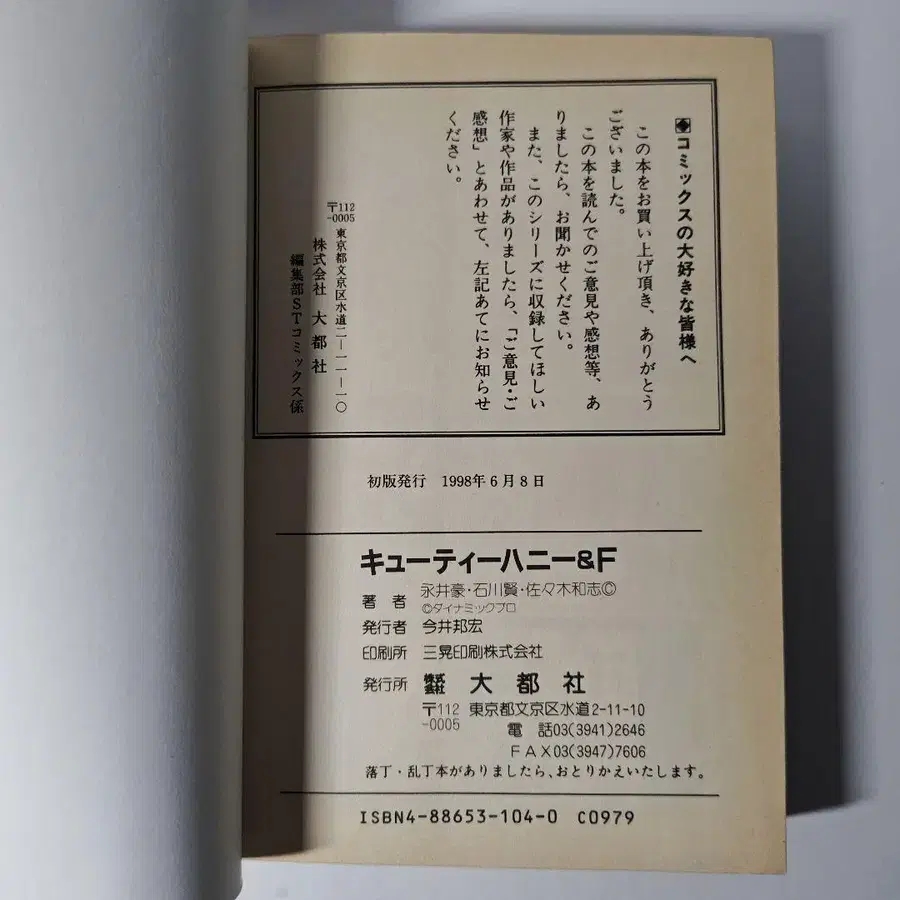 コミックスの大好きな皆様へ
この本をお買い上げ頂き、ありがとう
ございました。
この本を読んでのご意見や感想等、あ
りましたら、お聞かせください。
また、このシリーズに収録してほしい
作家や作品がありましたら、「ご意見・ご
感想」とあわせて、左記あてにお知らせ
ください。
〒112-0005 東京都文京区水道二―一一―一〇
株式会社 大都社
編集部STコミックス係
初版発行 1998年6月8日
キューティーハニー&F
著者 永井豪・石川賢・佐々木和志©
©ダイナミックプロ
発行者 今井邦宏
印刷所 三晃印刷株式会社
発行所 株式会社 大都社
〒112-0005 東京都文京区水道2-11-10
電話03(3941)2646
FAX03(3947)7606
落丁・乱丁本がありましたら、おとりかえいたします。
ISBN4-88653-104-0 C0979